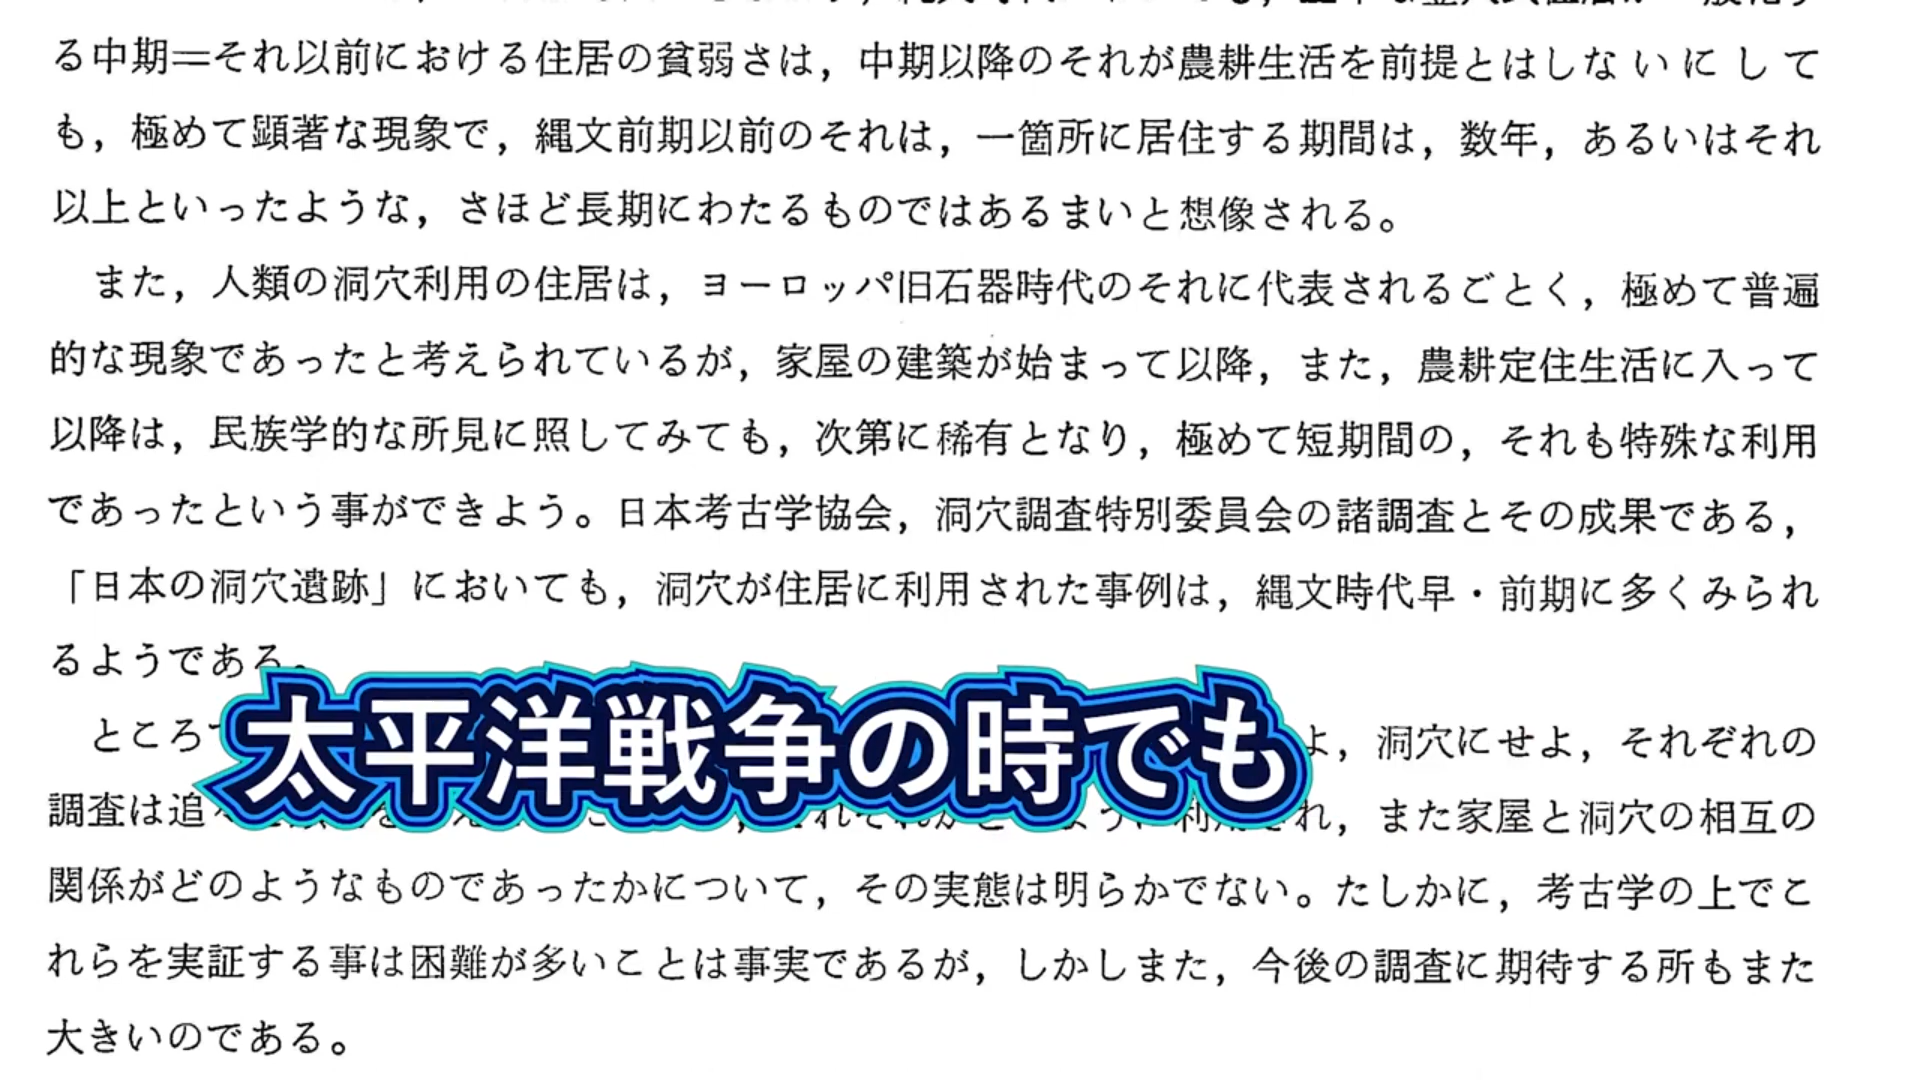 る中期＝それ以前における住居の貧弱さは，中期以降のそれが農耕生活を前提とはしないにして
も，極めて顕著な現象で，縄文前期以前のそれは，一箇所に居住する期間は，数年，あるいはそれ
以上といったような，さほど長期にわたるものではあるまいと想像される。
また，人類の洞穴利用の住居は，ヨーロッパ旧石器時代のそれに代表されるごとく，極めて普遍
的な現象であったと考えられているが，家屋の建築が始まって以降，また，農耕定住生活に入って
以降は，民族学的な所見に照してみても，次第に稀有となり，極めて短期間の，それも特殊な利用
であったという事ができよう。日本考古学協会，洞穴調査特別委員会の諸調査とその成果である，
「日本の洞穴遺跡」においても，洞穴が住居に利用された事例は，縄文時代早・前期に多くみられ
るようである。
太平洋戦争の時でも
ところ よ，洞穴にせよ，それぞれの
調査は追 れ，また家屋と洞穴の相互の
関係がどのようなものであったかについて，その実態は明らかでない。たしかに，考古学の上でこ
れらを実証する事は困難が多いことは事実であるが，しかしまた，今後の調査に期待する所もまた
大きいのである。